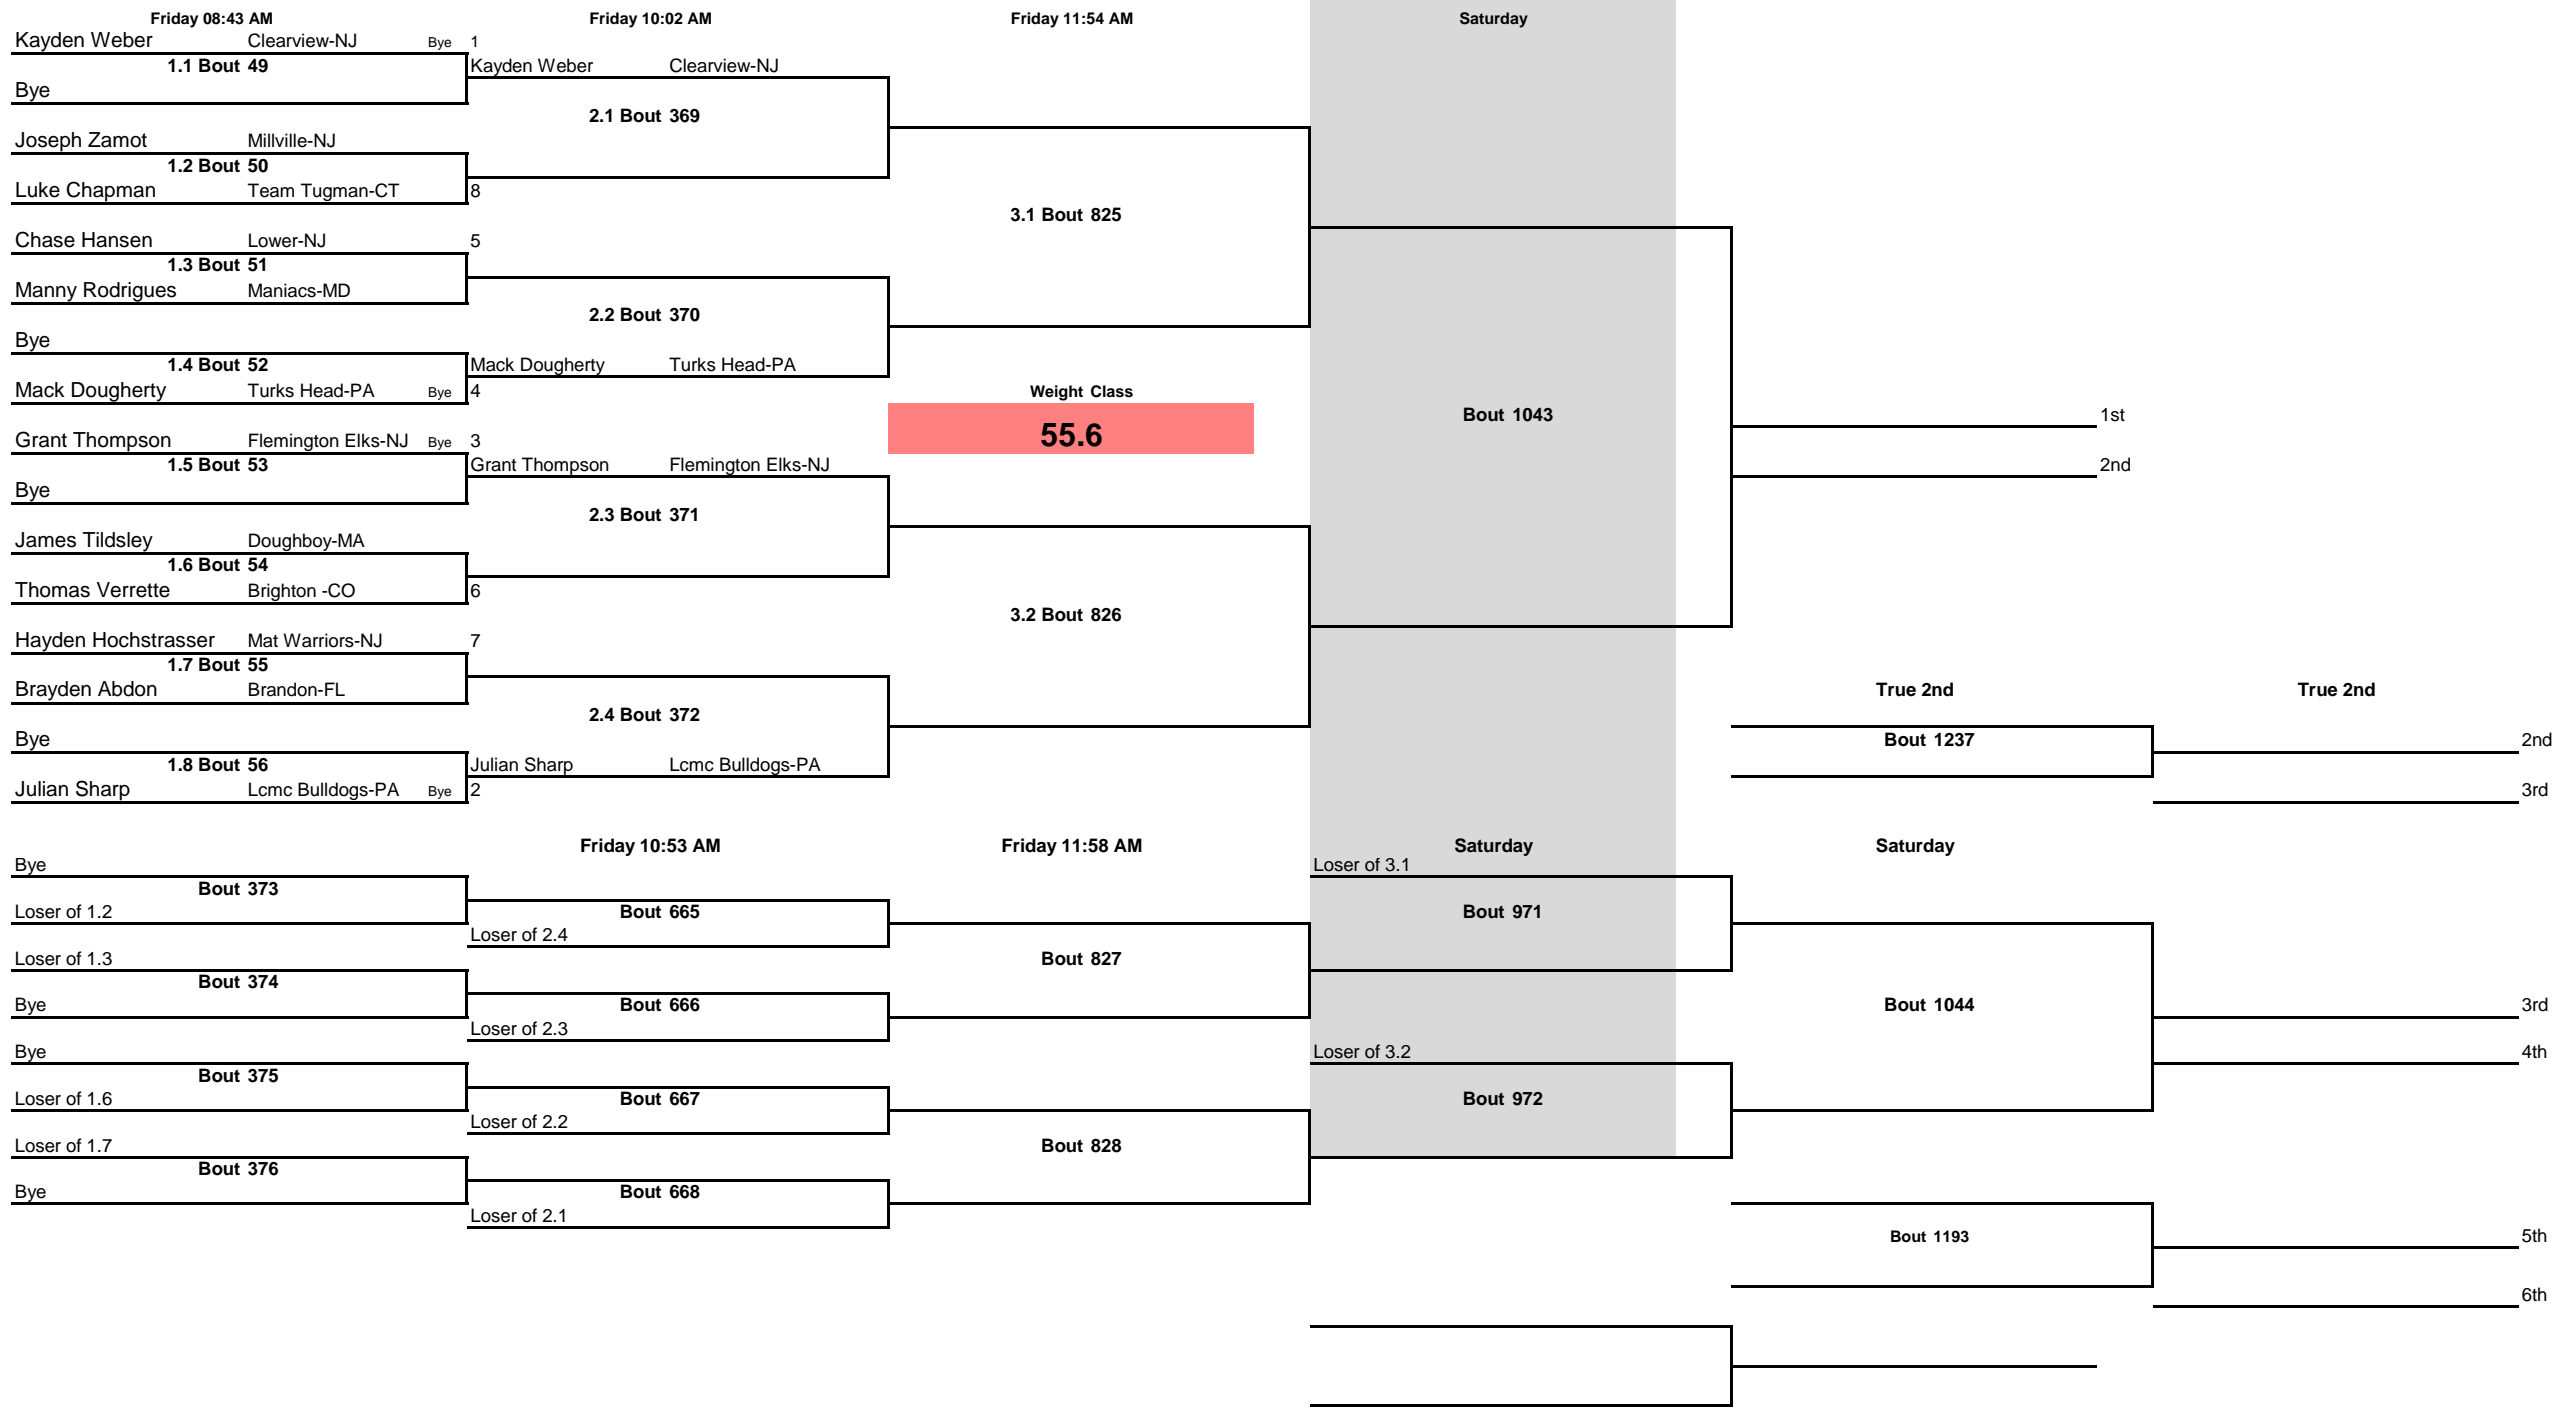 Friday 08:43 AM Friday 10:02 AM Friday 11:54 AM Saturday
Kayden Weber Clearview-NJ Bye 1
1.1 Bout 49 Kayden Weber Clearview-NJ
Bye
2.1 Bout 369
Joseph Zamot Millville-NJ
1.2 Bout 50
Luke Chapman Team Tugman-CT 8
3.1 Bout 825
Chase Hansen Lower-NJ 5
1.3 Bout 51
Manny Rodrigues Maniacs-MD
2.2 Bout 370
Bye
1.4 Bout 52 Mack Dougherty Turks Head-PA
Mack Dougherty Turks Head-PA Bye 4 Weight Class
Bout 1043 1st
Grant Thompson Flemington Elks-NJ Bye 3 55.6
1.5 Bout 53 Grant Thompson Flemington Elks-NJ 2nd
Bye
2.3 Bout 371
James Tildsley Doughboy-MA
1.6 Bout 54
Thomas Verrette Brighton -CO 6
3.2 Bout 826
Hayden Hochstrasser Mat Warriors-NJ 7
1.7 Bout 55
Brayden Abdon Brandon-FL True 2nd True 2nd
2.4 Bout 372
Bye Bout 1237 2nd
1.8 Bout 56 Julian Sharp Lcmc Bulldogs-PA
Julian Sharp Lcmc Bulldogs-PA Bye 2 3rd
Friday 10:53 AM Friday 11:58 AM Saturday Saturday
Bye Loser of 3.1
Bout 373
Loser of 1.2 Bout 665 Bout 971
Loser of 2.4
Loser of 1.3 Bout 827
Bout 374
Bye Bout 666 Bout 1044 3rd
Loser of 2.3
Bye Loser of 3.2 4th
Bout 375
Loser of 1.6 Bout 667 Bout 972
Loser of 2.2
Loser of 1.7 Bout 828
Bout 376
Bye Bout 668
Loser of 2.1
Bout 1193 5th
6th